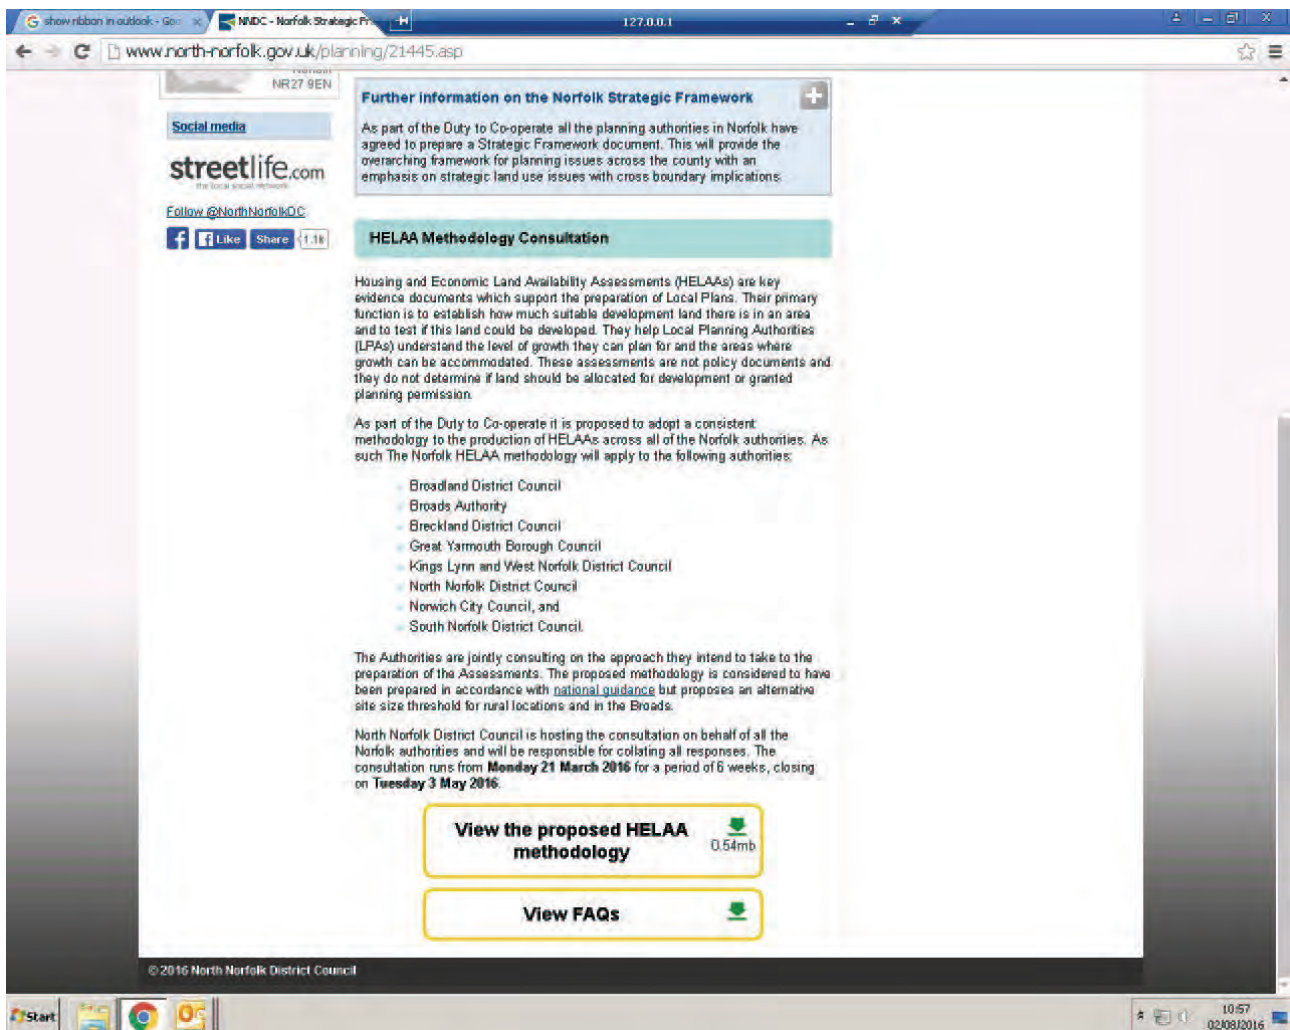 show ribbon in outlook - Goo
NNDC - Norfolk Strategic Fr
127.0.0.1
www.north-norfolk.gov.uk/planning/21445.asp
Norfolk
NR27 9EN
Social media
streetlife.com
the local social network
Follow @NorthNorfolkDC
Like Share 1.1k
Further information on the Norfolk Strategic Framework
As part of the Duty to Co-operate all the planning authorities in Norfolk have
agreed to prepare a Strategic Framework document. This will provide the
overarching framework for planning issues across the county with an
emphasis on strategic land use issues with cross boundary implications.
HELAA Methodology Consultation
Housing and Economic Land Availability Assessments (HELAAs) are key
evidence documents which support the preparation of Local Plans. Their primary
function is to establish how much suitable development land there is in an area
and to test if this land could be developed. They help Local Planning Authorities
(LPAs) understand the level of growth they can plan for and the areas where
growth can be accommodated. These assessments are not policy documents and
they do not determine if land should be allocated for development or granted
planning permission.
As part of the Duty to Co-operate it is proposed to adopt a consistent
methodology to the production of HELAAs across all of the Norfolk authorities. As
such The Norfolk HELAA methodology will apply to the following authorities:
Broadland District Council
Broads Authority
Breckland District Council
Great Yarmouth Borough Council
Kings Lynn and West Norfolk District Council
North Norfolk District Council
Norwich City Council, and
South Norfolk District Council.
The Authorities are jointly consulting on the approach they intend to take to the
preparation of the Assessments. The proposed methodology is considered to have
been prepared in accordance with national guidance but proposes an alternative
site size threshold for rural locations and in the Broads.
North Norfolk District Council is hosting the consultation on behalf of all the
Norfolk authorities and will be responsible for collating all responses. The
consultation runs from Monday 21 March 2016 for a period of 6 weeks, closing
on Tuesday 3 May 2016.
View the proposed HELAA
methodology
0.54mb
View FAQs
© 2016 North Norfolk District Council
Start
10:57
02/08/2016